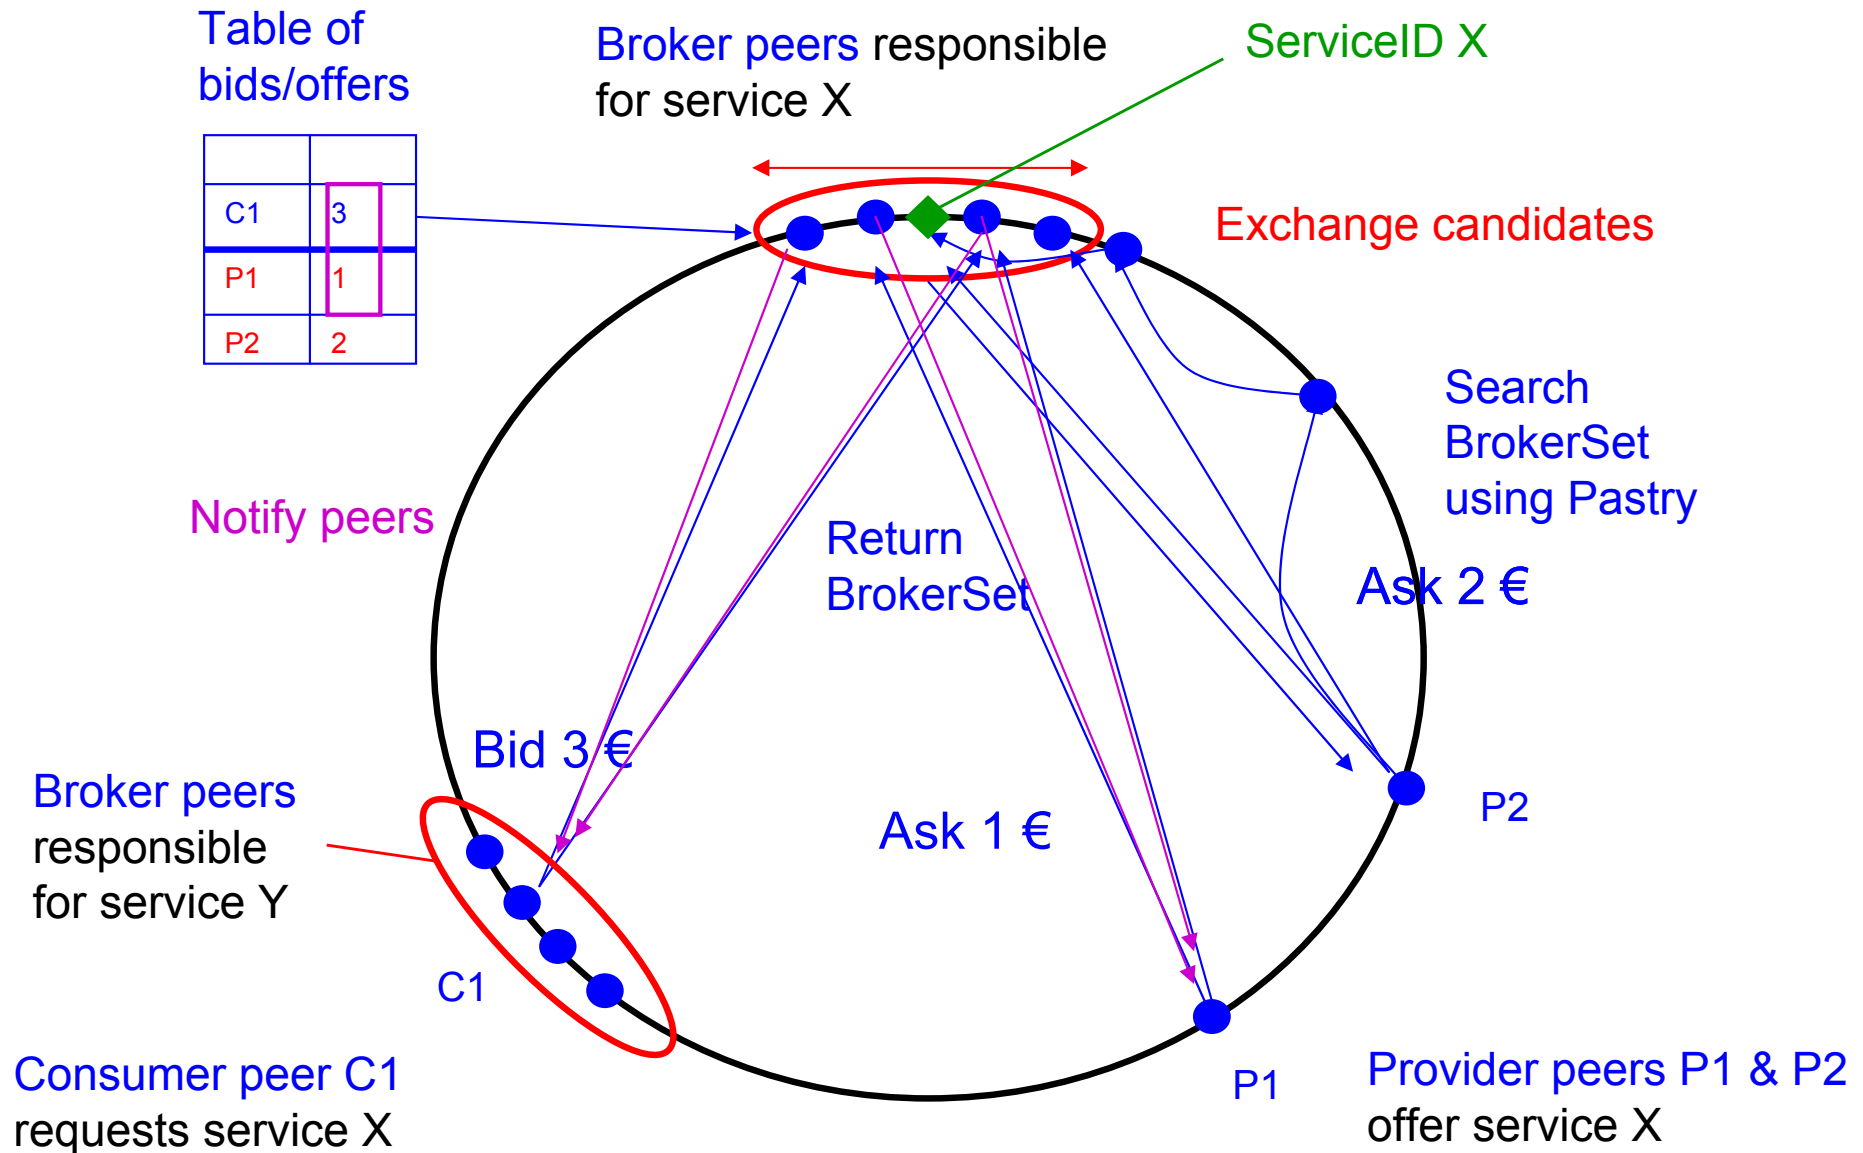 Table of
bids/offers
Broker peers responsible
for service X
ServiceID X
C1 3
P1 1
P2 2
Exchange candidates
Search
BrokerSet
using Pastry
Notify peers
Return
BrokerSet
Ask 2 €
Bid 3 €
Ask 1 €
Broker peers
responsible
for service Y
P2
C1
P1
Consumer peer C1
requests service X
Provider peers P1 & P2
offer service X